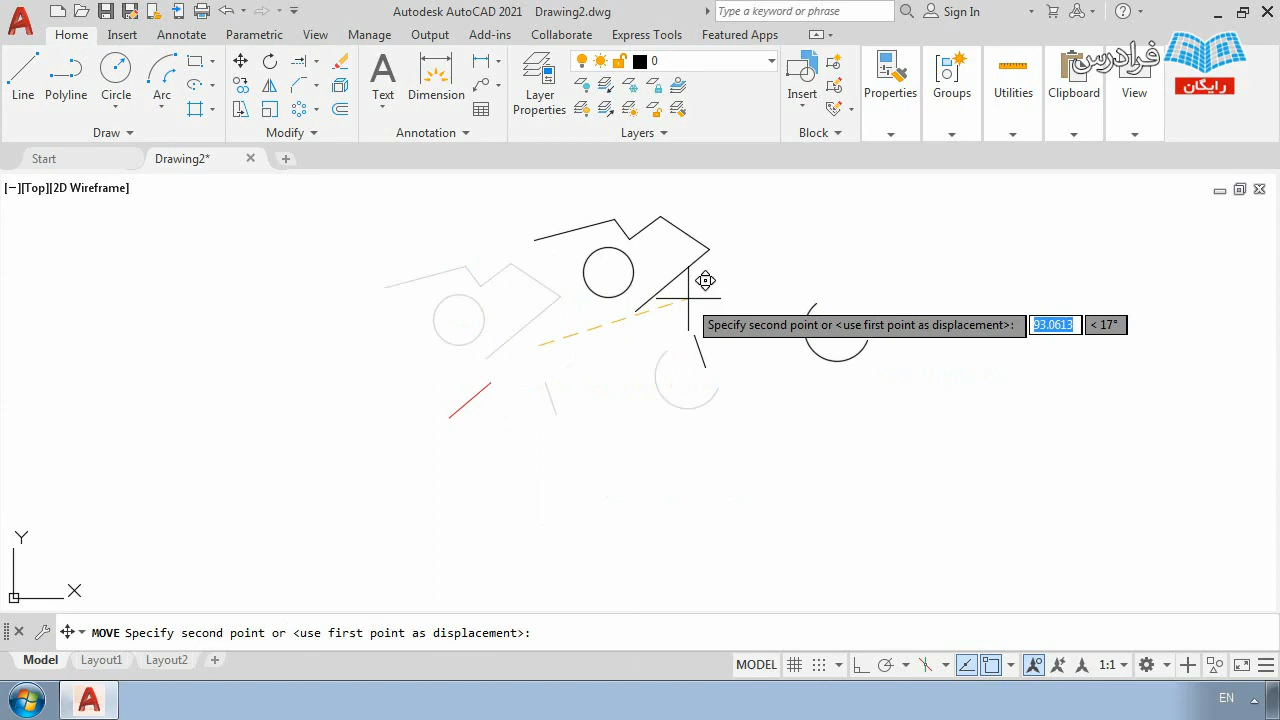 Autodesk AutoCAD 2021 Drawing2.dwg
Type a keyword or phrase
Sign In
Home Insert Annotate Parametric View Manage Output Add-ins Collaborate Express Tools Featured Apps
فرادرس
رایگان
Line Polyline Circle Arc
Text Dimension
Layer
Properties
0
Insert
Properties Groups Utilities Clipboard View
Draw Modify Annotation Layers Block
Start Drawing2*
[−][Top][2D Wireframe]
Specify second point or <use first point as displacement>: 93.0613 < 17°
Y
X
MOVE Specify second point or <use first point as displacement>:
Model Layout1 Layout2
MODEL 1:1
EN